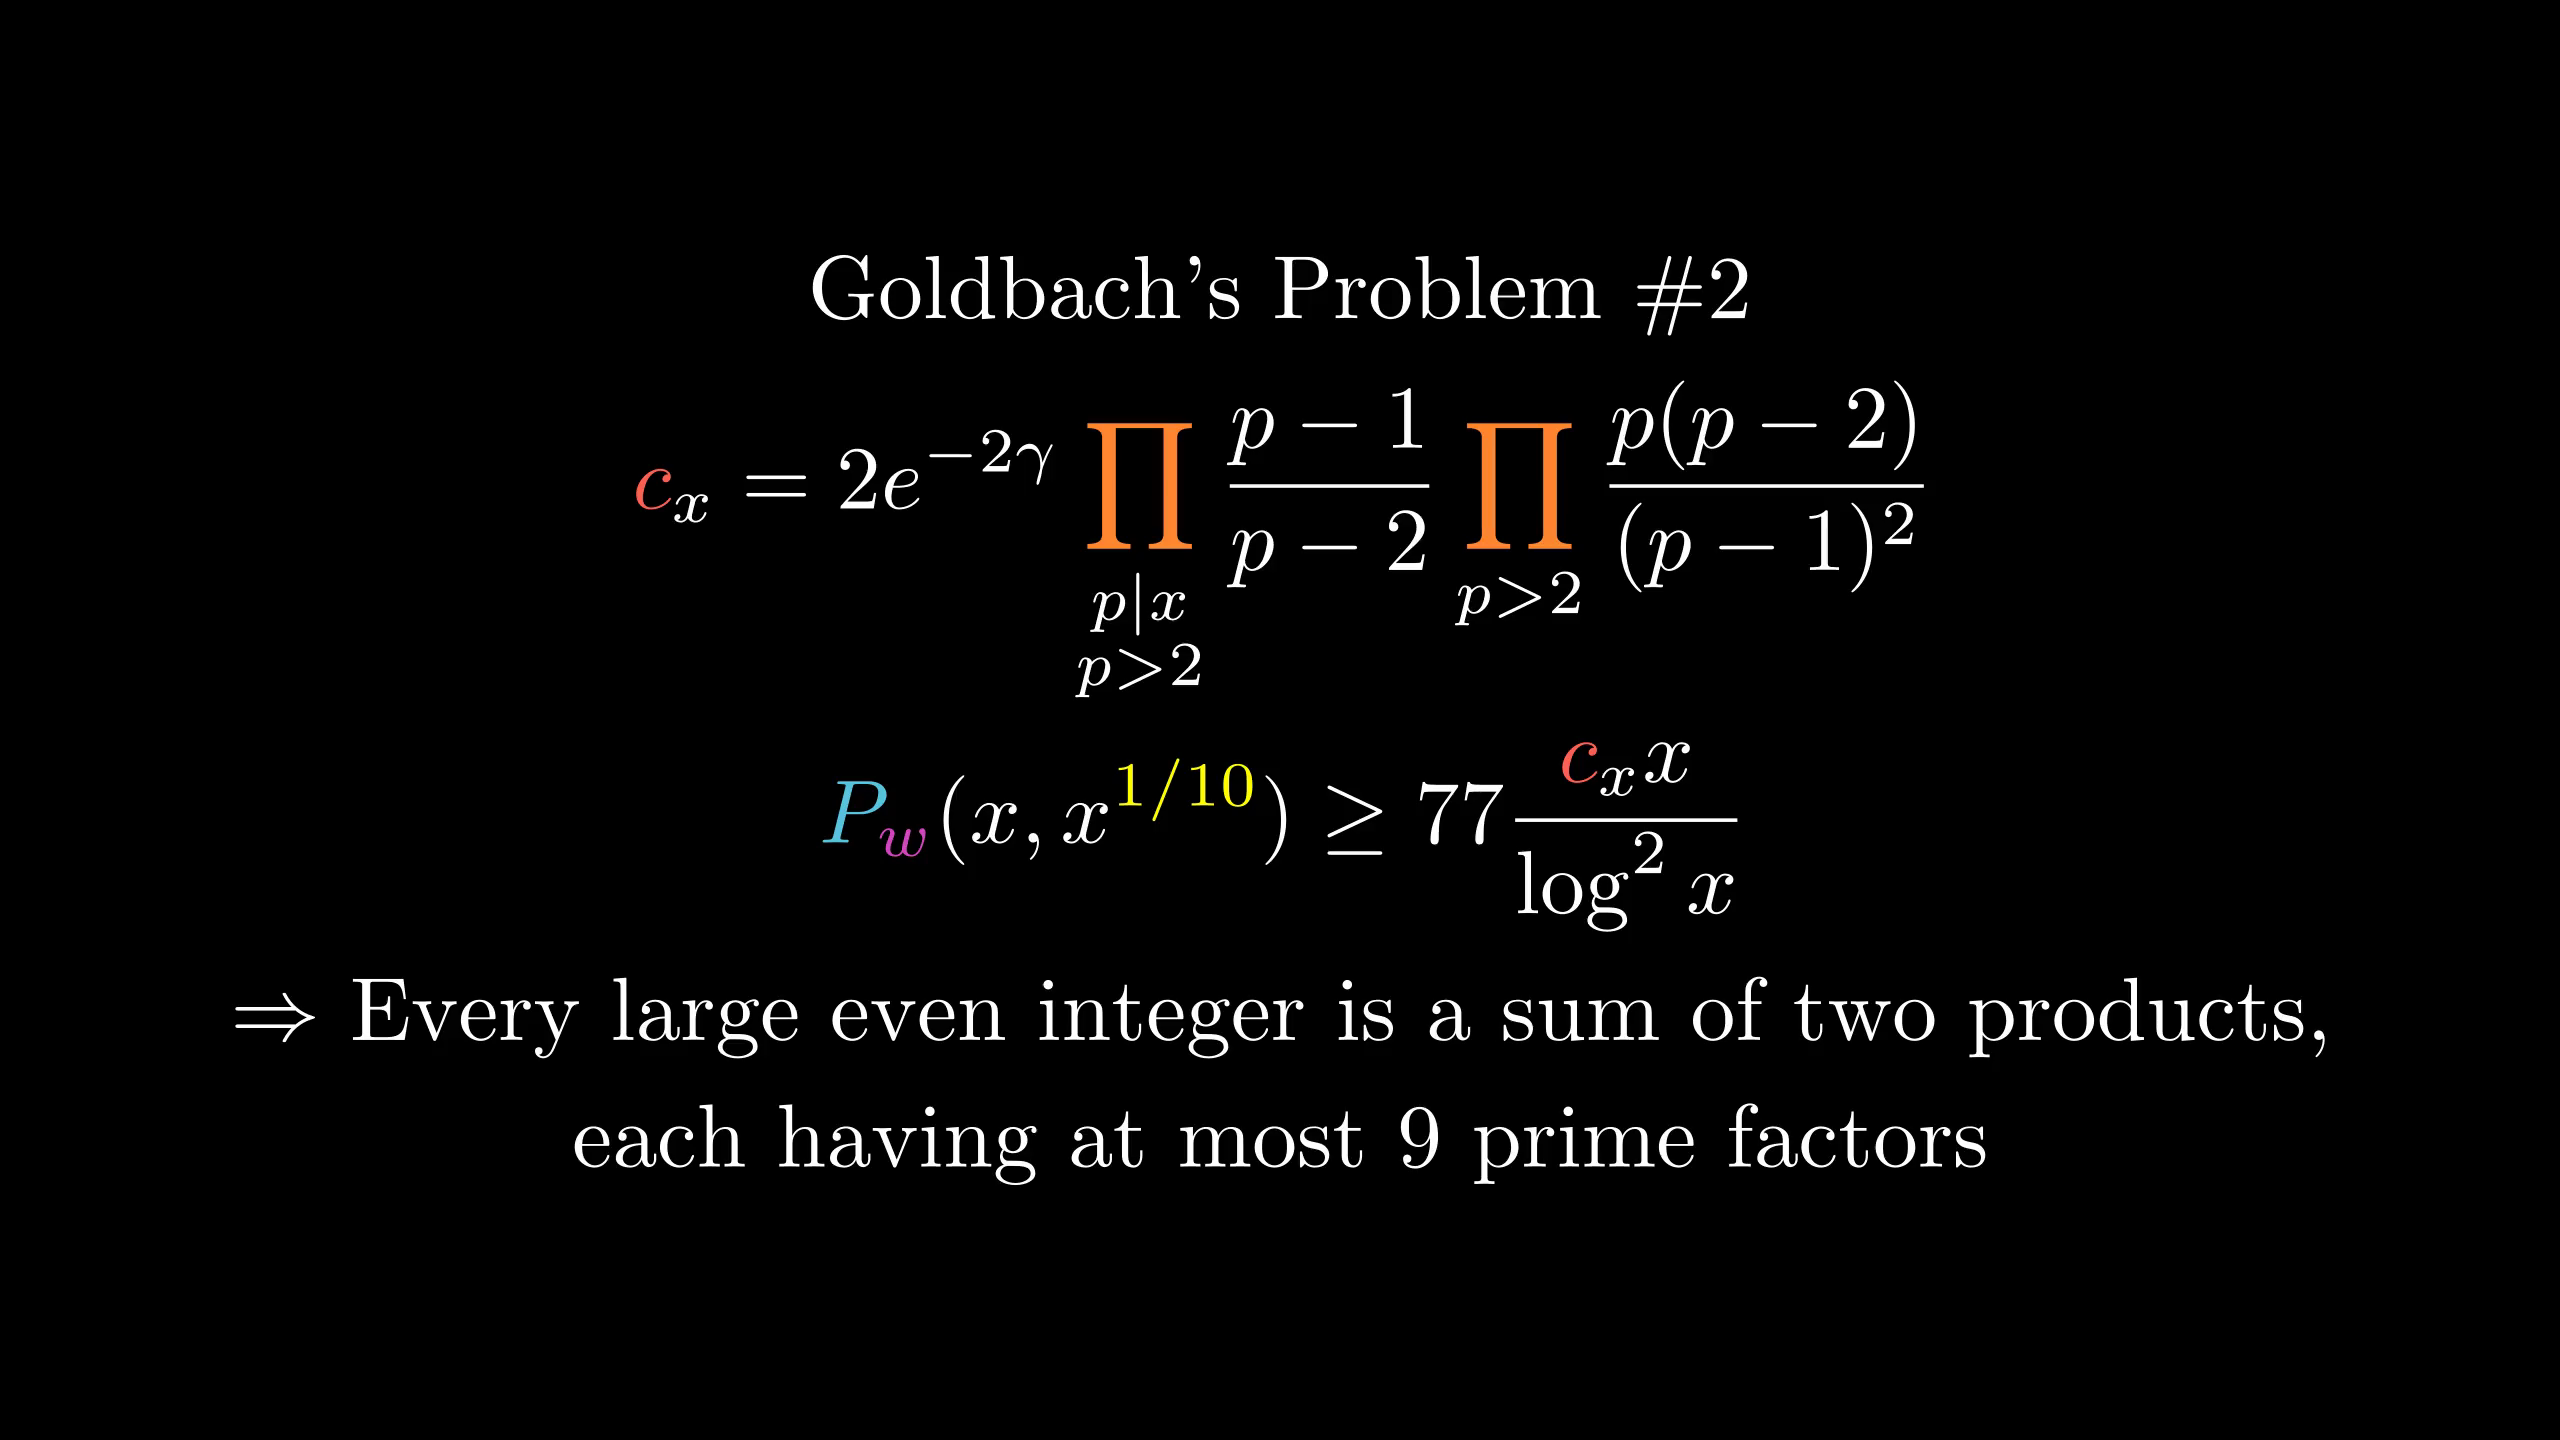 Goldbach’s Problem #2
$c_x = 2e^{-2\gamma} \prod_{\substack{p|x \\ p>2}} \frac{p-1}{p-2} \prod_{p>2} \frac{p(p-2)}{(p-1)^2}$
$P_w(x, x^{1/10}) \geq 77 \frac{c_x x}{\log^2 x}$
⇒ Every large even integer is a sum of two products,
each having at most 9 prime factors